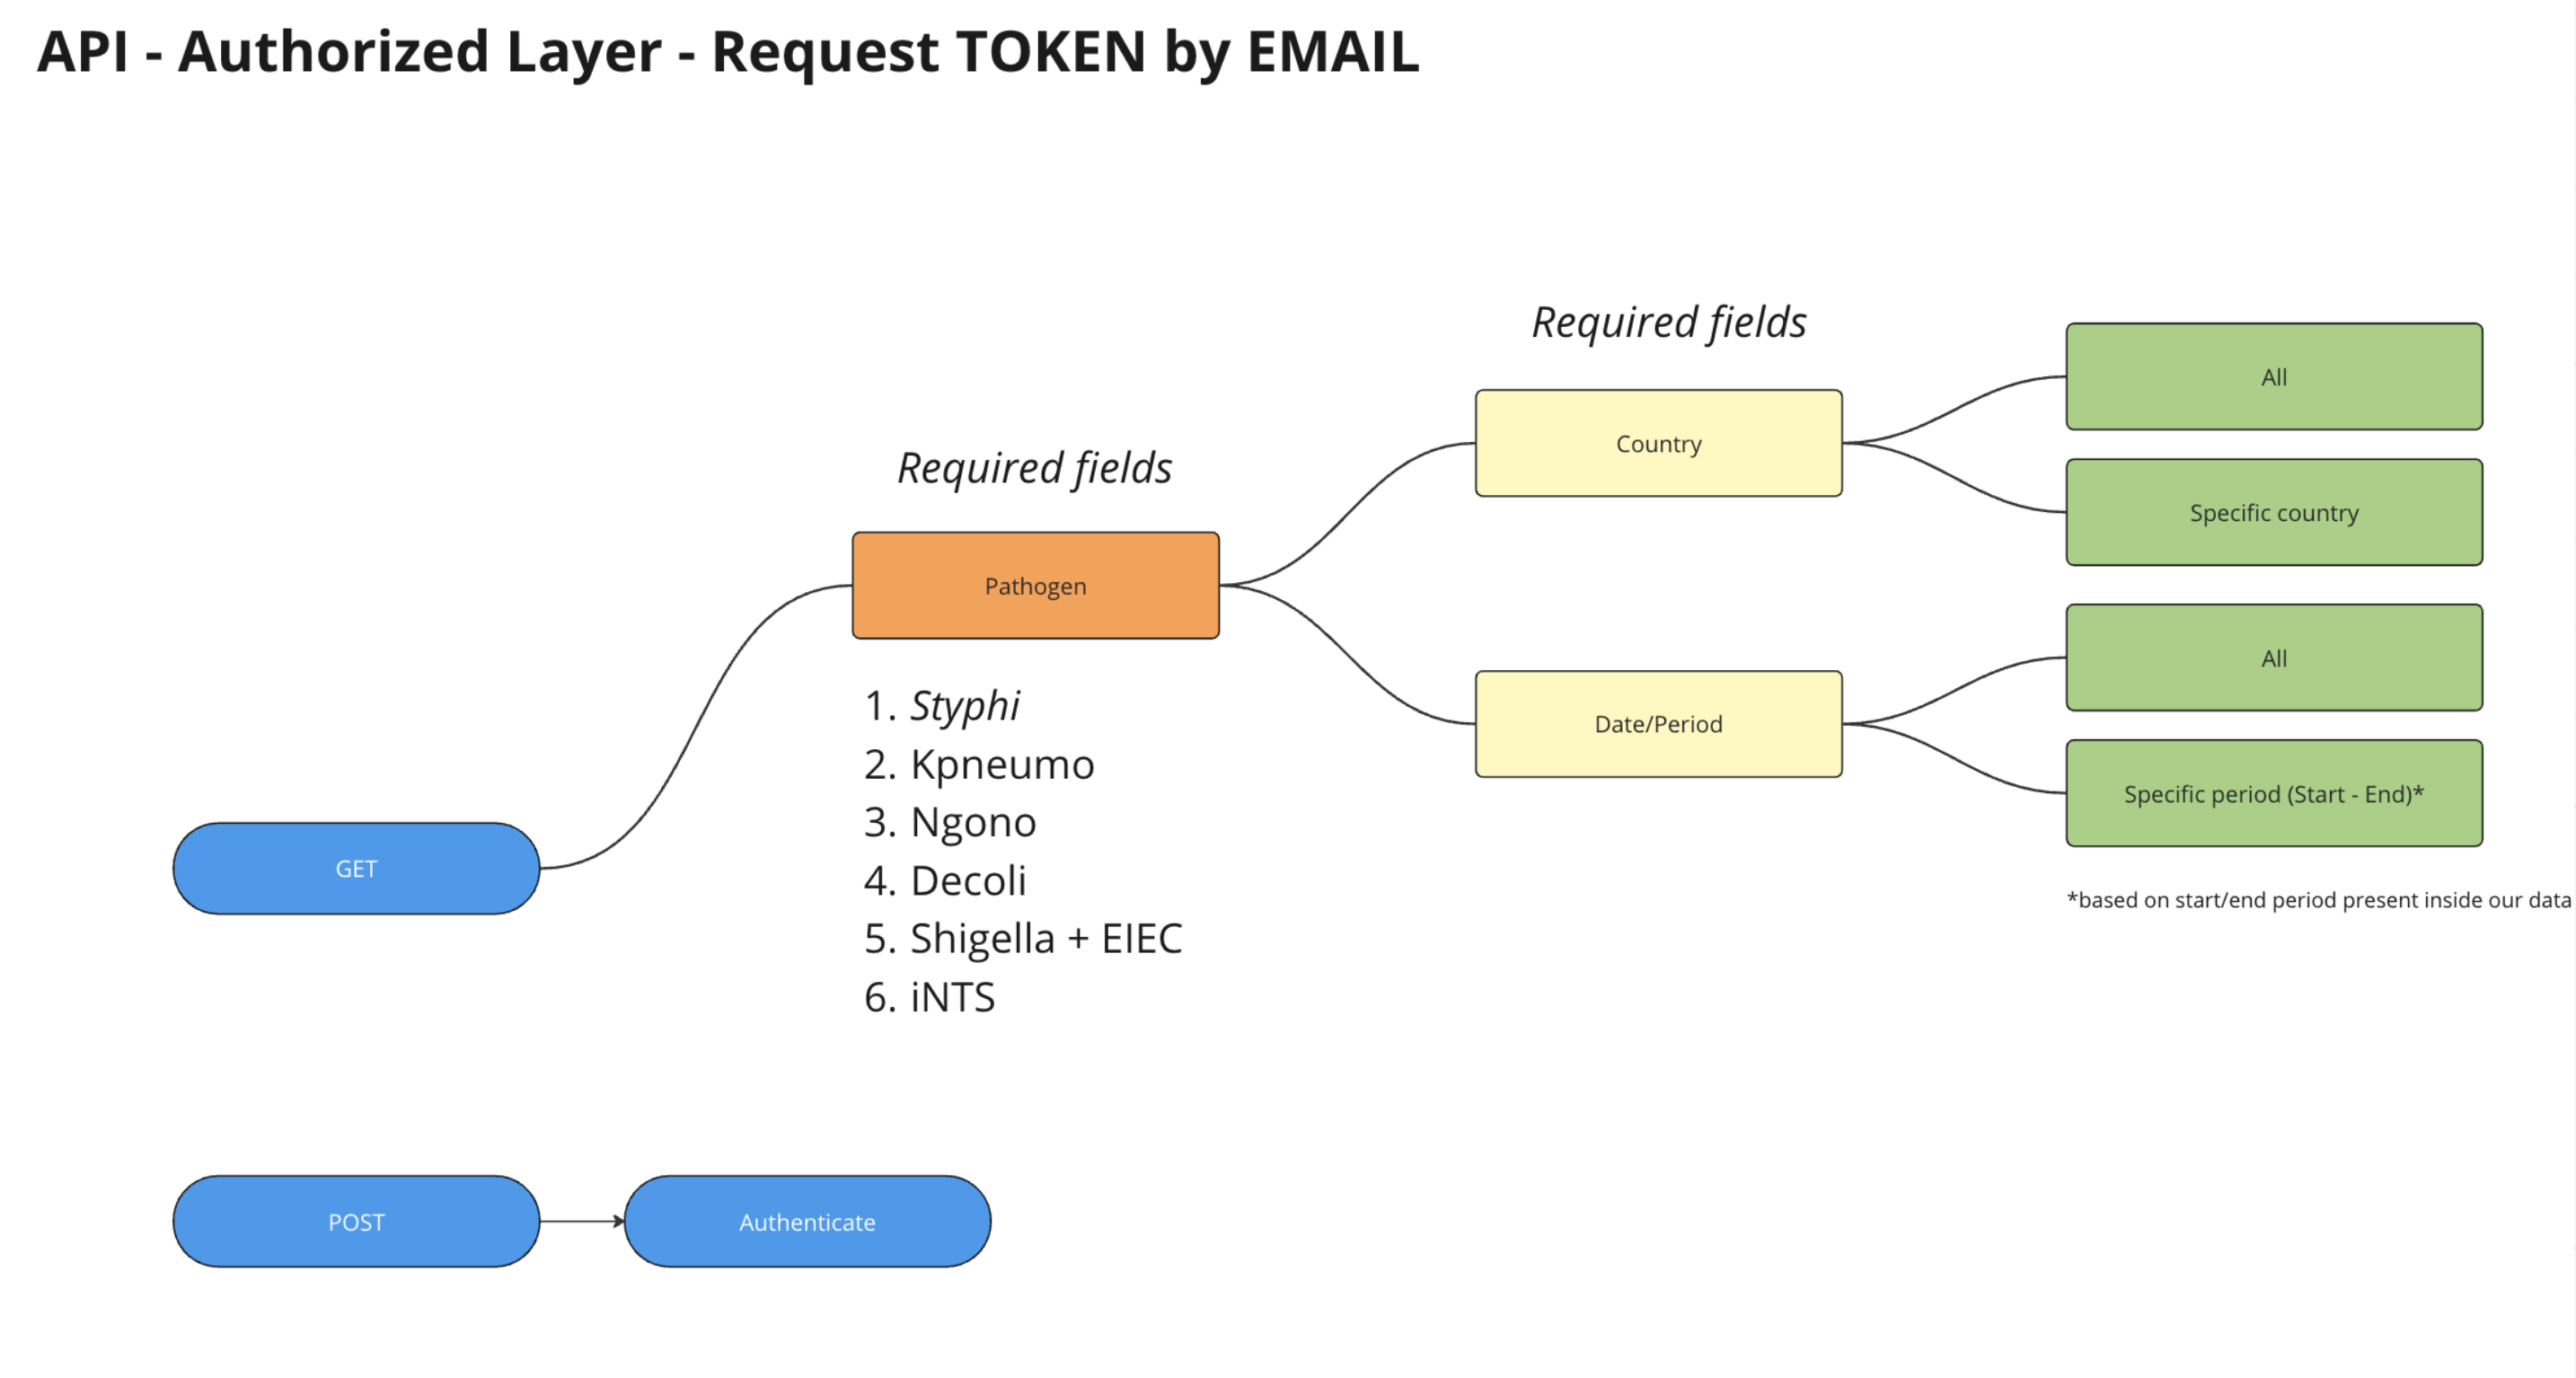 API - Authorized Layer - Request TOKEN by EMAIL
Required fields
All
Country
Specific country
Required fields
Pathogen
All
Date/Period
Specific period (Start - End)*
*based on start/end period present inside our data
1. Styphi
2. Kpneumo
3. Ngono
4. Decoli
5. Shigella + EIEC
6. iNTS
GET
POST
Authenticate